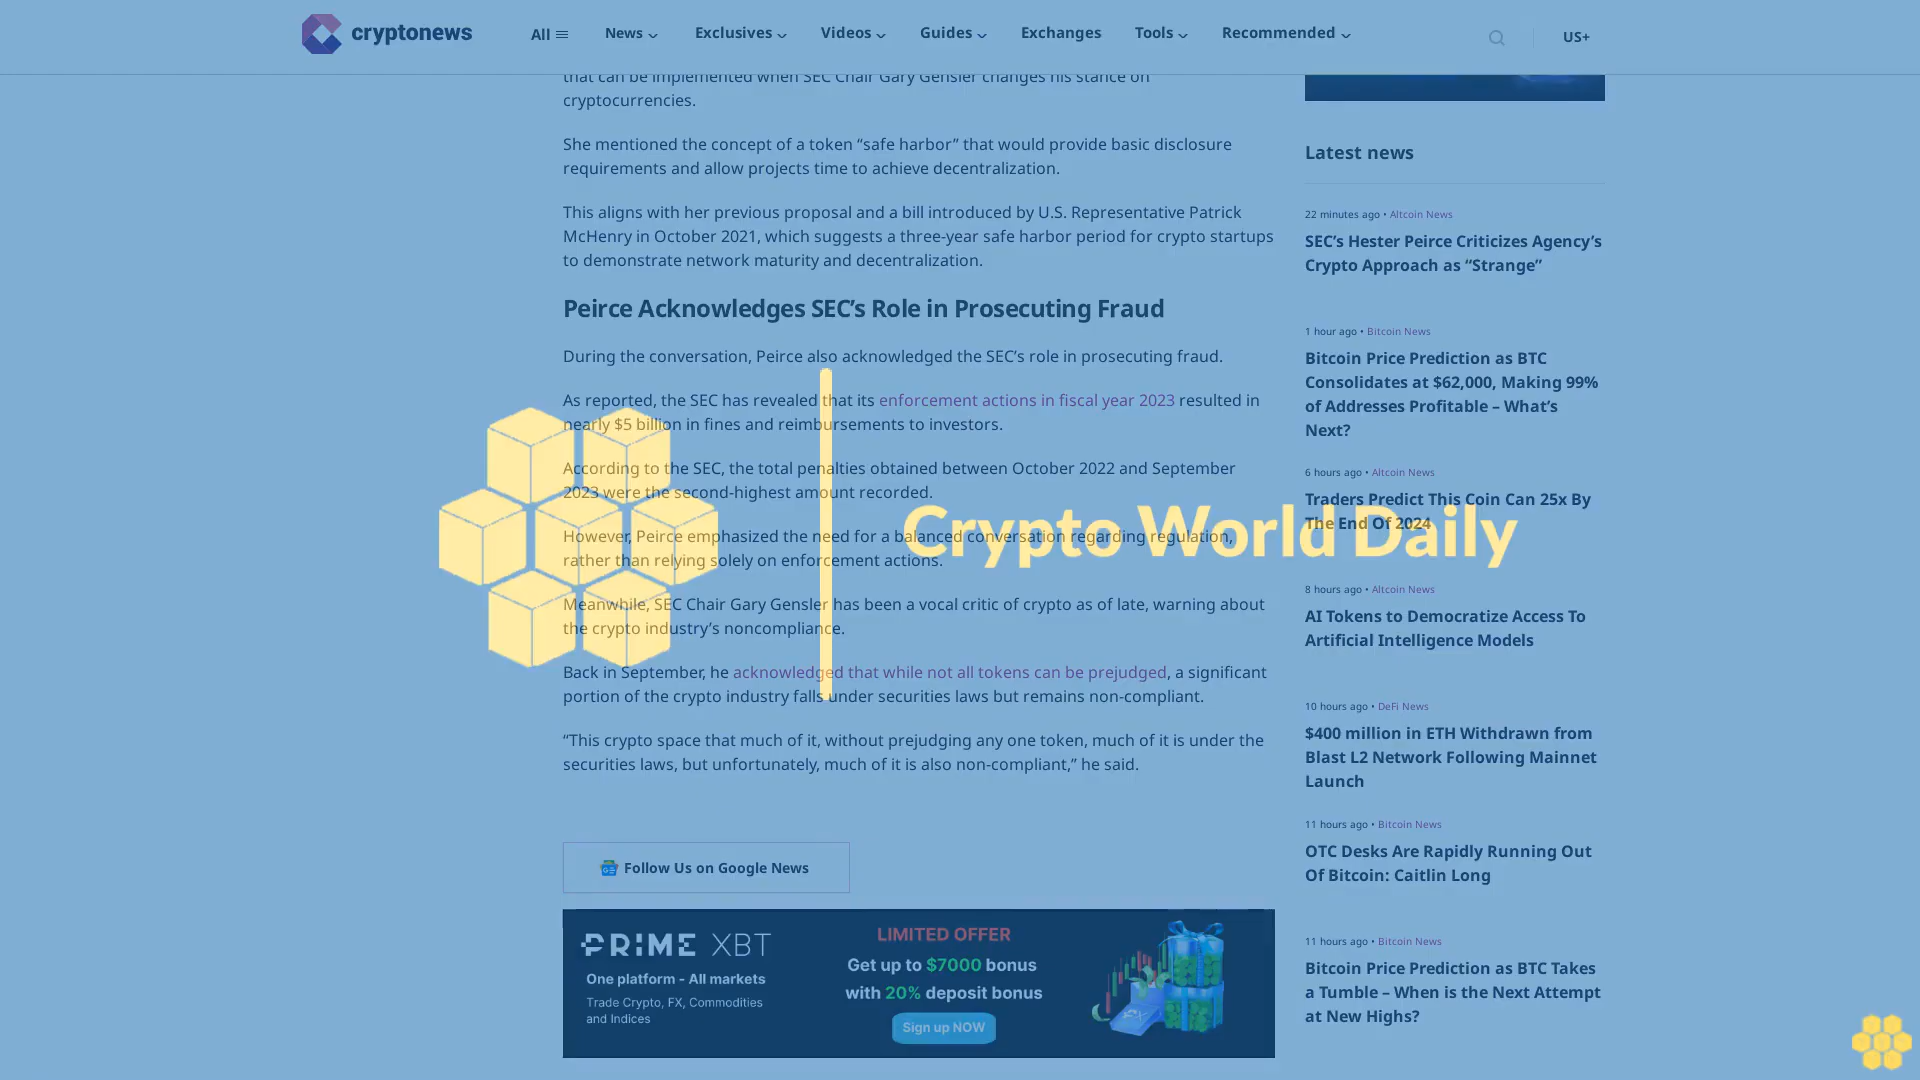 cryptonews
All
News
Exclusives
Videos
Guides
Exchanges
Tools
Recommended
US+
that can be implemented when SEC Chair Gary Gensler changes his stance on
cryptocurrencies.
She mentioned the concept of a token “safe harbor” that would provide basic disclosure
requirements and allow projects time to achieve decentralization.
This aligns with her previous proposal and a bill introduced by U.S. Representative Patrick
McHenry in October 2021, which suggests a three-year safe harbor period for crypto startups
to demonstrate network maturity and decentralization.
Peirce Acknowledges SEC’s Role in Prosecuting Fraud
During the conversation, Peirce also acknowledged the SEC’s role in prosecuting fraud.
As reported, the SEC has revealed that its enforcement actions in fiscal year 2023 resulted in
nearly $5 billion in fines and reimbursements to investors.
According to the SEC, the total penalties obtained between October 2022 and September
2023 were the second-highest amount recorded.
However, Peirce emphasized the need for a balanced conversation regarding regulation,
rather than relying solely on enforcement actions.
Meanwhile, SEC Chair Gary Gensler has been a vocal critic of crypto as of late, warning about
the crypto industry’s noncompliance.
Back in September, he acknowledged that while not all tokens can be prejudged, a significant
portion of the crypto industry falls under securities laws but remains non-compliant.
“This crypto space that much of it, without prejudging any one token, much of it is under the
securities laws, but unfortunately, much of it is also non-compliant,” he said.
Follow Us on Google News
PRIME XBT
One platform - All markets
Trade Crypto, FX, Commodities
and Indices
LIMITED OFFER
Get up to $7000 bonus
with 20% deposit bonus
Sign up NOW
Crypto World Daily
Latest news
22 minutes ago • Altcoin News
SEC’s Hester Peirce Criticizes Agency’s
Crypto Approach as “Strange”
1 hour ago • Bitcoin News
Bitcoin Price Prediction as BTC
Consolidates at $62,000, Making 99%
of Addresses Profitable – What’s
Next?
6 hours ago • Altcoin News
Traders Predict This Coin Can 25x By
The End Of 2024
8 hours ago • Altcoin News
AI Tokens to Democratize Access To
Artificial Intelligence Models
10 hours ago • DeFi News
$400 million in ETH Withdrawn from
Blast L2 Network Following Mainnet
Launch
11 hours ago • Bitcoin News
OTC Desks Are Rapidly Running Out
Of Bitcoin: Caitlin Long
11 hours ago • Bitcoin News
Bitcoin Price Prediction as BTC Takes
a Tumble – When is the Next Attempt
at New Highs?